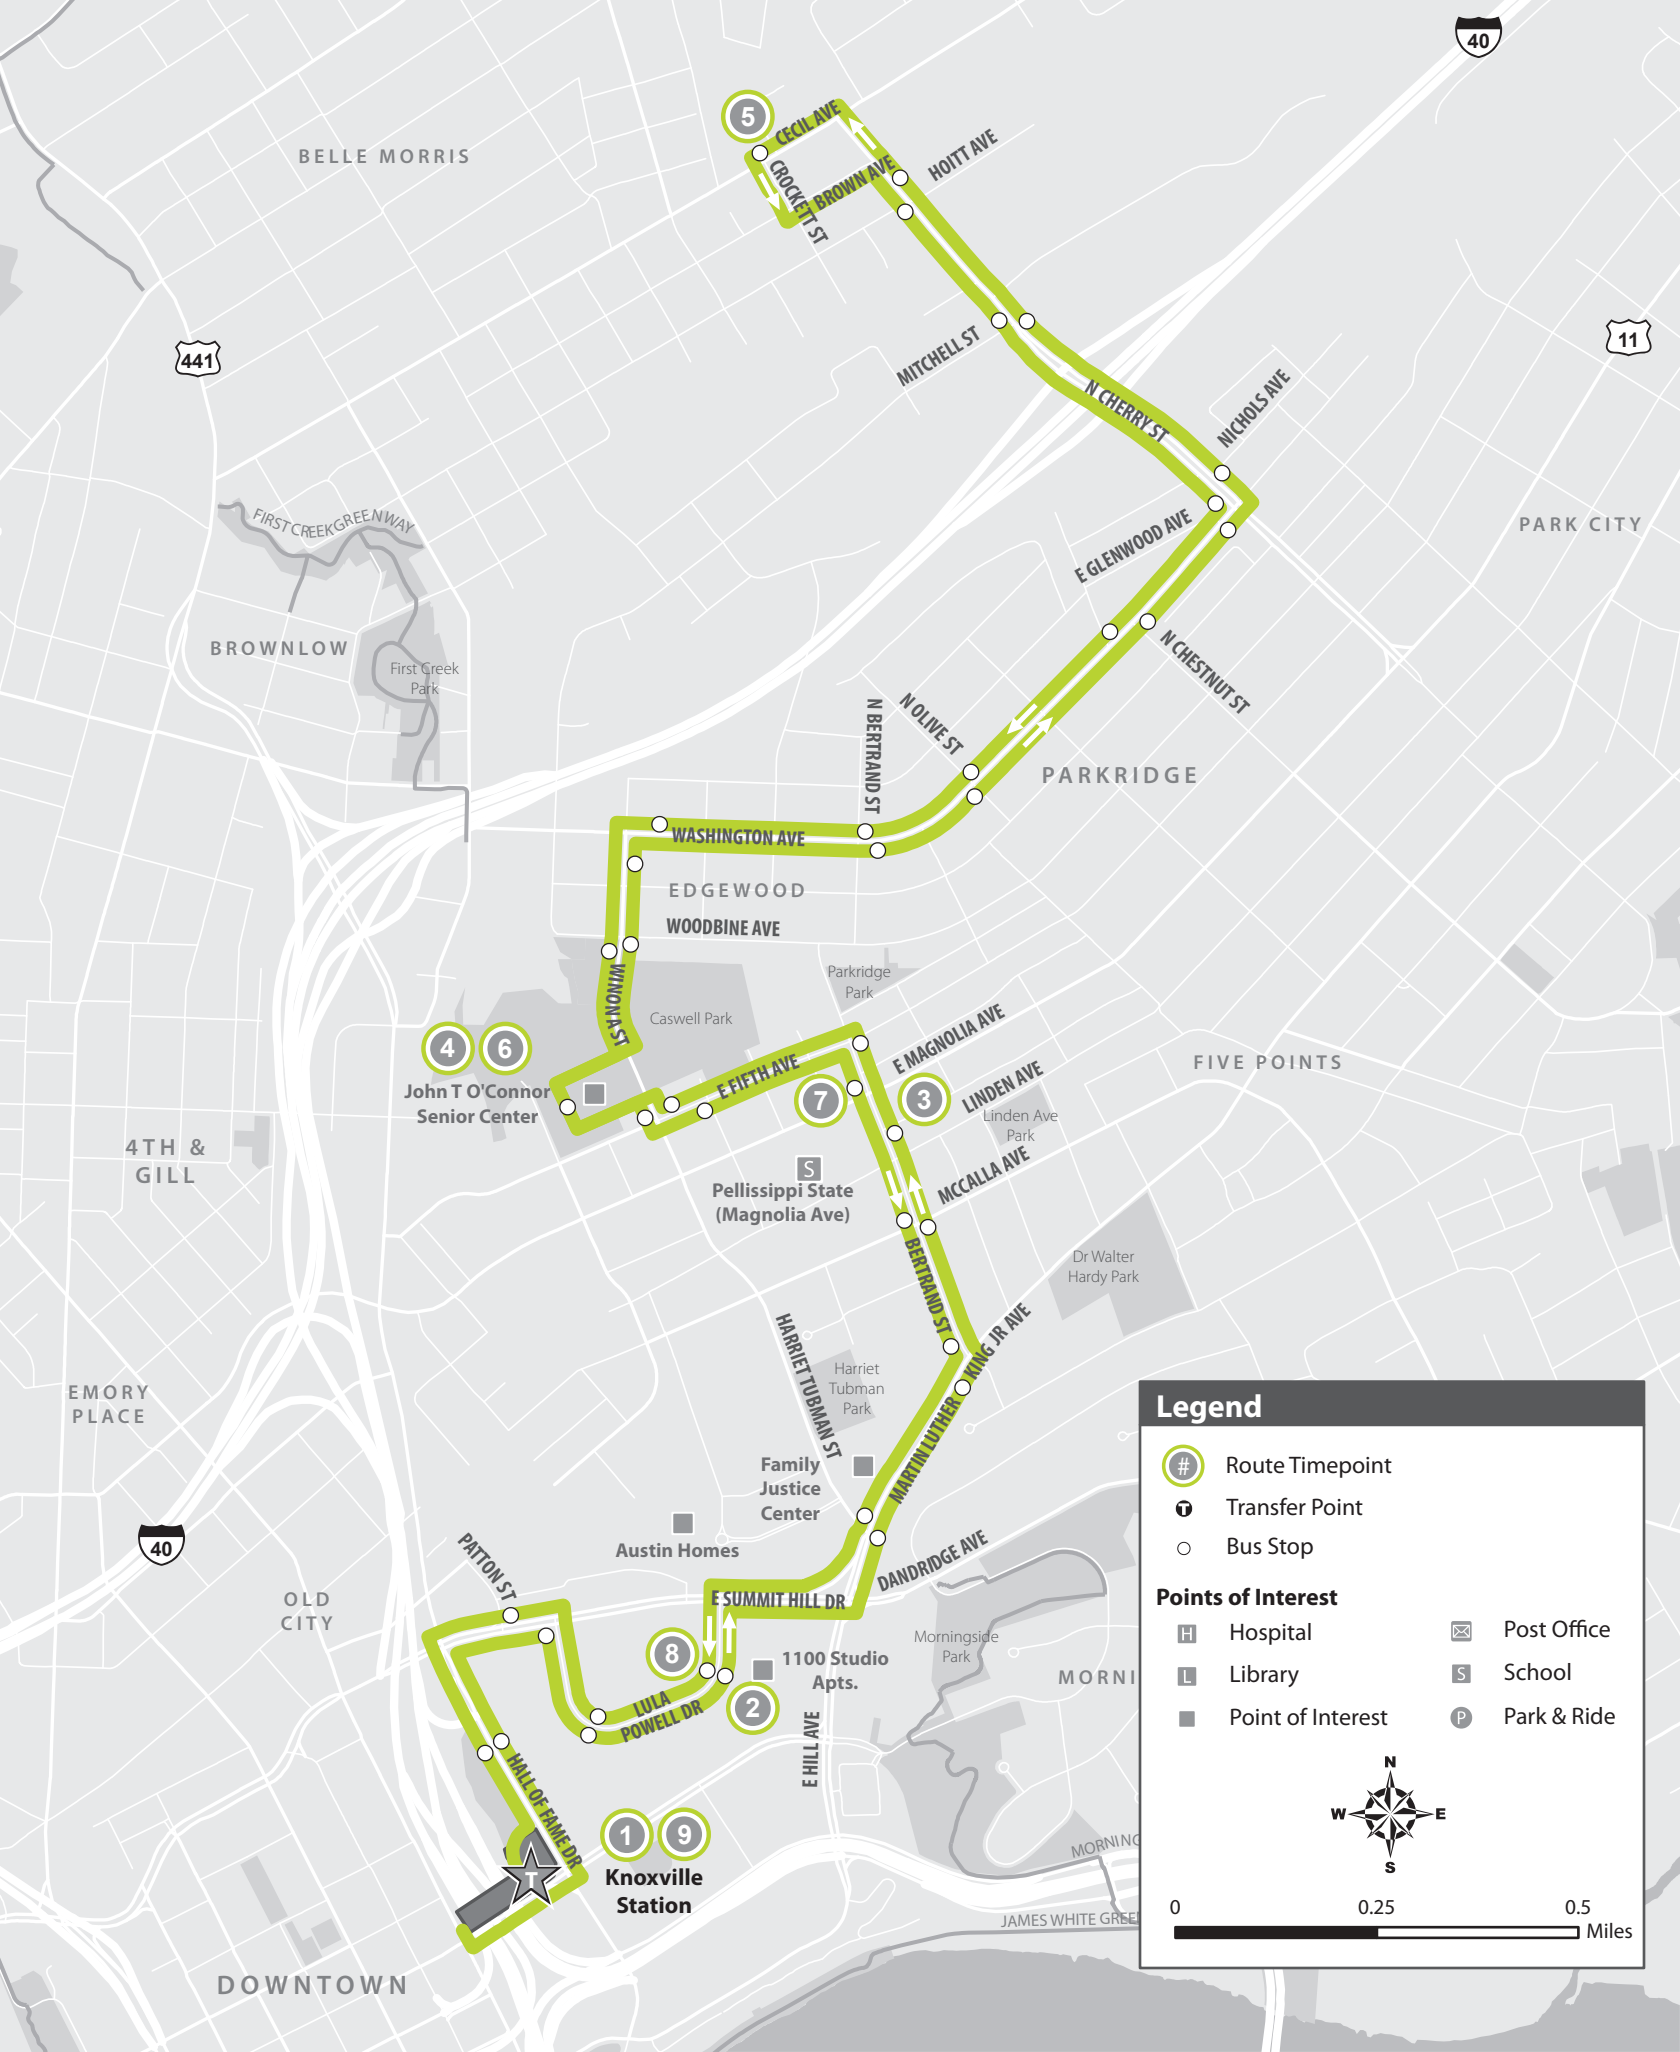 40
5
CECIL AVE
HOITT AVE
BELLE MORRIS
CROCKETT ST
BROWN AVE
441
MITCHELL ST
11
N CHERRY ST
NICHOLS AVE
FIRST CREEK GREENWAY
E GLENWOOD AVE
PARK CITY
BROWNLOW
First Creek
Park
N CHESTNUT ST
N BERTRAND ST
N OLIVE ST
PARKRIDGE
WASHINGTON AVE
EDGEWOOD
WOODBINE AVE
WINONA ST
Parkridge
Park
Caswell Park
4
6
E MAGNOLIA AVE
E FIFTH AVE
FIVE POINTS
John T O'Connor
Senior Center
7
3
LINDEN AVE
Linden Ave
Park
4TH &
GILL
S
Pellissippi State
(Magnolia Ave)
MCCALLA AVE
BERTRAND ST
Dr Walter
Hardy Park
HARRIET TUBMAN ST
MARTIN LUTHER KING JR AVE
Harriet
Tubman
Park
EMORY
PLACE
Family
Justice
Center
40
PATTON ST
Austin Homes
DANDRIDGE AVE
OLD
CITY
E SUMMIT HILL DR
8
1100 Studio
Apts.
Morningside
Park
MORNI
2
LULA
POWELL DR
E HILL AVE
HALL OF FAME DR
1
9
T
Knoxville
Station
MORNING
JAMES WHITE GREE
DOWNTOWN
Legend
# Route Timepoint
T Transfer Point
Bus Stop
Points of Interest
H Hospital
Post Office
L Library
S School
Point of Interest
P Park & Ride
N
W E
S
0 0.25 0.5
Miles